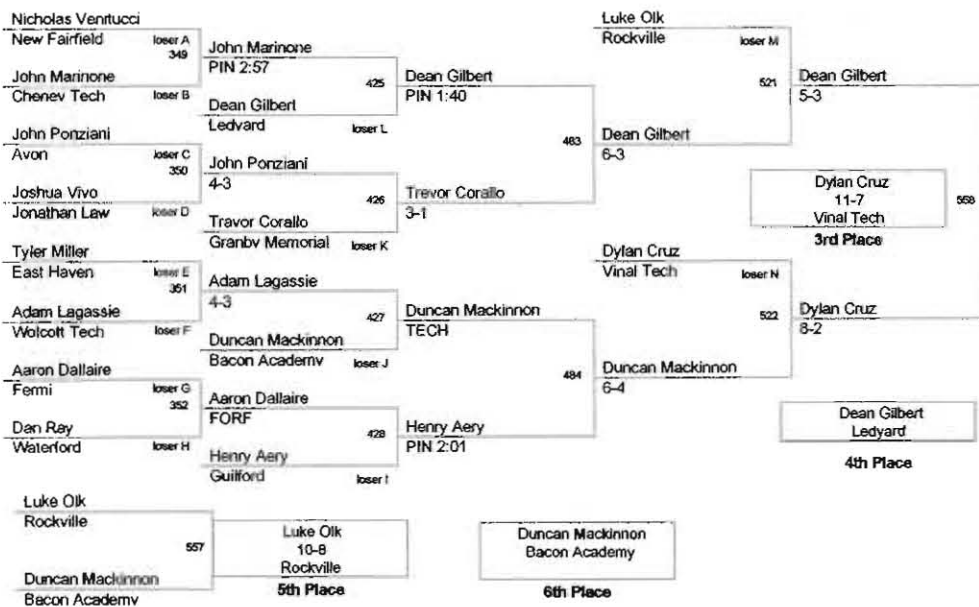 Nicholas Venitucci
New Fairfield loser A
349
John Marinone
PIN 2:57
John Marinone
Chenev Tech loser B
425
Dean Gilbert
PIN 1:40
Dean Gilbert
Ledvard loser L
John Ponziani
Avon loser C
350
John Ponziani
4-3
Joshua Vivo
Jonathan Law loser D
426
Trevor Corallo
3-1
Travor Corallo
Granbv Memorial loser K
483
Dean Gilbert
6-3
Luke Olk
Rockville loser M
521
Dean Gilbert
5-3
Dylan Cruz
11-7
Vinal Tech
558
3rd Place
Tyler Miller
East Haven loser E
351
Adam Lagassie
4-3
Adam Lagassie
Wolcott Tech loser F
427
Duncan Mackinnon
TECH
Duncan Mackinnon
Bacon Academv loser J
Aaron Dallaire
Fermi loser G
352
Aaron Dallaire
FORF
Dan Ray
Waterford loser H
428
Henry Aery
PIN 2:01
Henry Aery
Guilford loser I
484
Duncan Mackinnon
6-4
Dylan Cruz
Vinal Tech loser N
522
Dylan Cruz
8-2
Dean Gilbert
Ledyard
4th Place
Luke Olk
Rockville
557
Duncan Mackinnon
Bacon Academv
Luke Olk
10-8
Rockville
5th Place
Duncan Mackinnon
Bacon Academy
6th Place